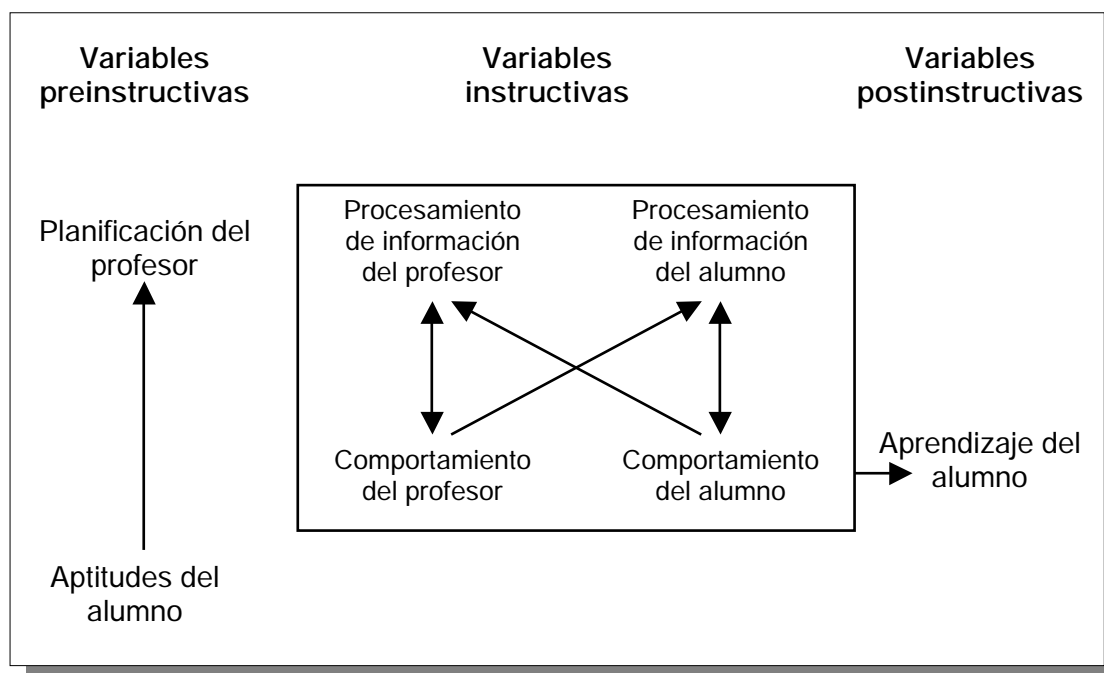 Variables
preinstructivas
Variables
instructivas
Variables
postinstructivas
Planificación del
profesor
Aptitudes del
alumno
Procesamiento
de información
del profesor
Procesamiento
de información
del alumno
Comportamiento
del profesor
Comportamiento
del alumno
Aprendizaje del
alumno